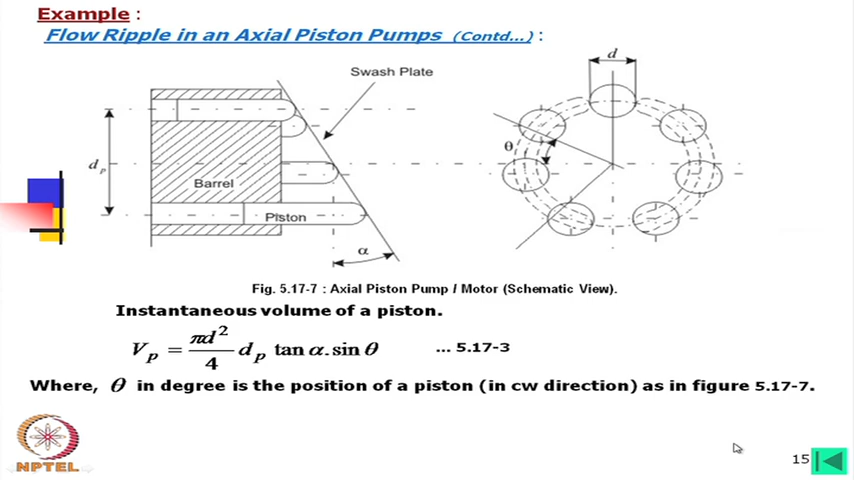 Example :
Flow Ripple in an Axial Piston Pumps (Contd...) :
d
Swash Plate
θi
dp
Barrel
Piston
α
Fig. 5.17-7 : Axial Piston Pump / Motor (Schematic View).
Instantaneous volume of a piston.
Vp = πd²/4 dp tan α. sin θ ... 5.17-3
Where, θ in degree is the position of a piston (in cw direction) as in figure 5.17-7.
NPTEL
15